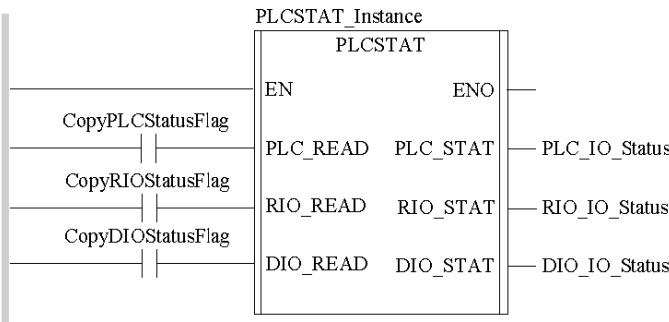 PLCSTAT_Instance
PLCSTAT
EN ENO
CopyPLCStatusFlag
PLC_READ PLC_STAT PLC_IO_Status
CopyRIOStatusFlag
RIO_READ RIO_STAT RIO_IO_Status
CopyDIOStatusFlag
DIO_READ DIO_STAT DIO_IO_Status